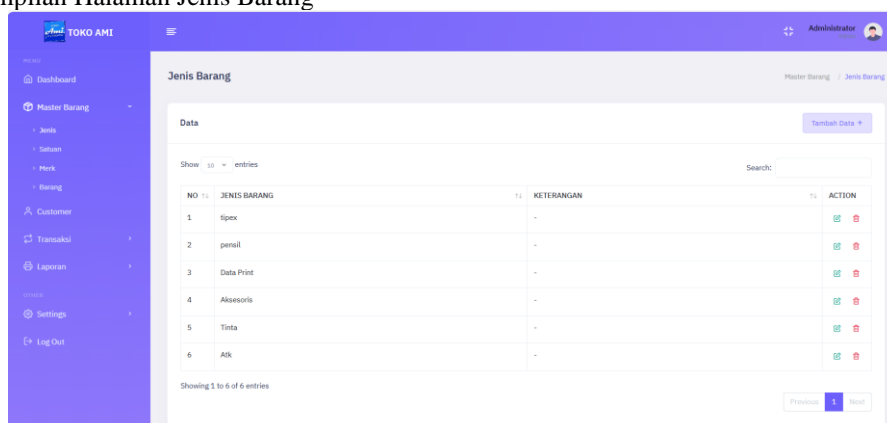 Halaman Jenis Barang
Ami TOKO AMI
Administrator
MENU
Dashboard
Master Barang
Jenis
Satuan
Merk
Barang
Customer
Transaksi
Laporan
OTHER
Settings
Log Out
Jenis Barang
Master Barang / Jenis Barang
Data
Tambah Data +
Show 10 entries
Search:
NO JENIS BARANG KETERANGAN ACTION
1 tipex -
2 pensil -
3 Data Print -
4 Aksesoris -
5 Tinta -
6 Atk -
Showing 1 to 6 of 6 entries
Previous 1 Next